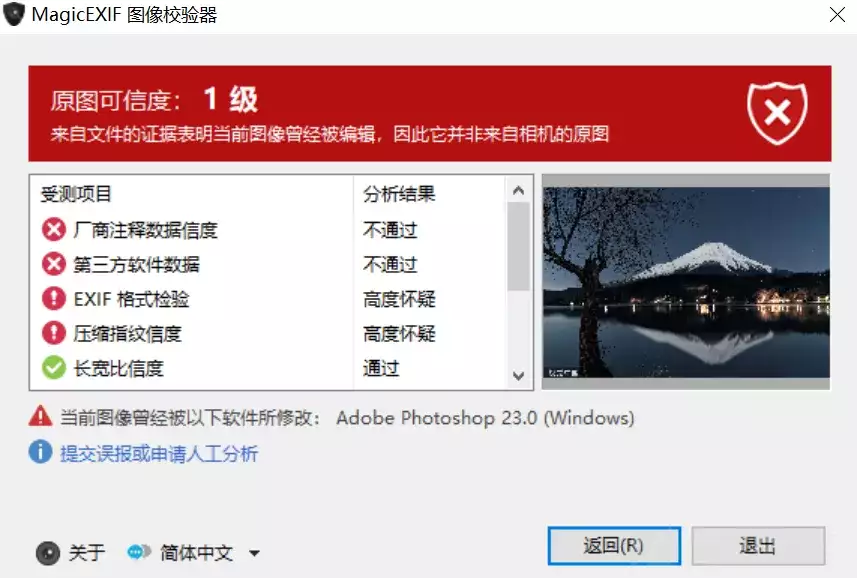 MagicEXIF 图像校验器
原图可信度： 1 级
来自文件的证据表明当前图像曾经被编辑，因此它并非来自相机的原图
受测项目 分析结果
厂商注释数据信度 不通过
第三方软件数据 不通过
EXIF 格式检验 高度怀疑
压缩指纹信度 高度怀疑
长宽比信度 通过
当前图像曾经被以下软件所修改： Adobe Photoshop 23.0 (Windows)
提交误报或申请人工分析
关于 简体中文 返回(R) 退出